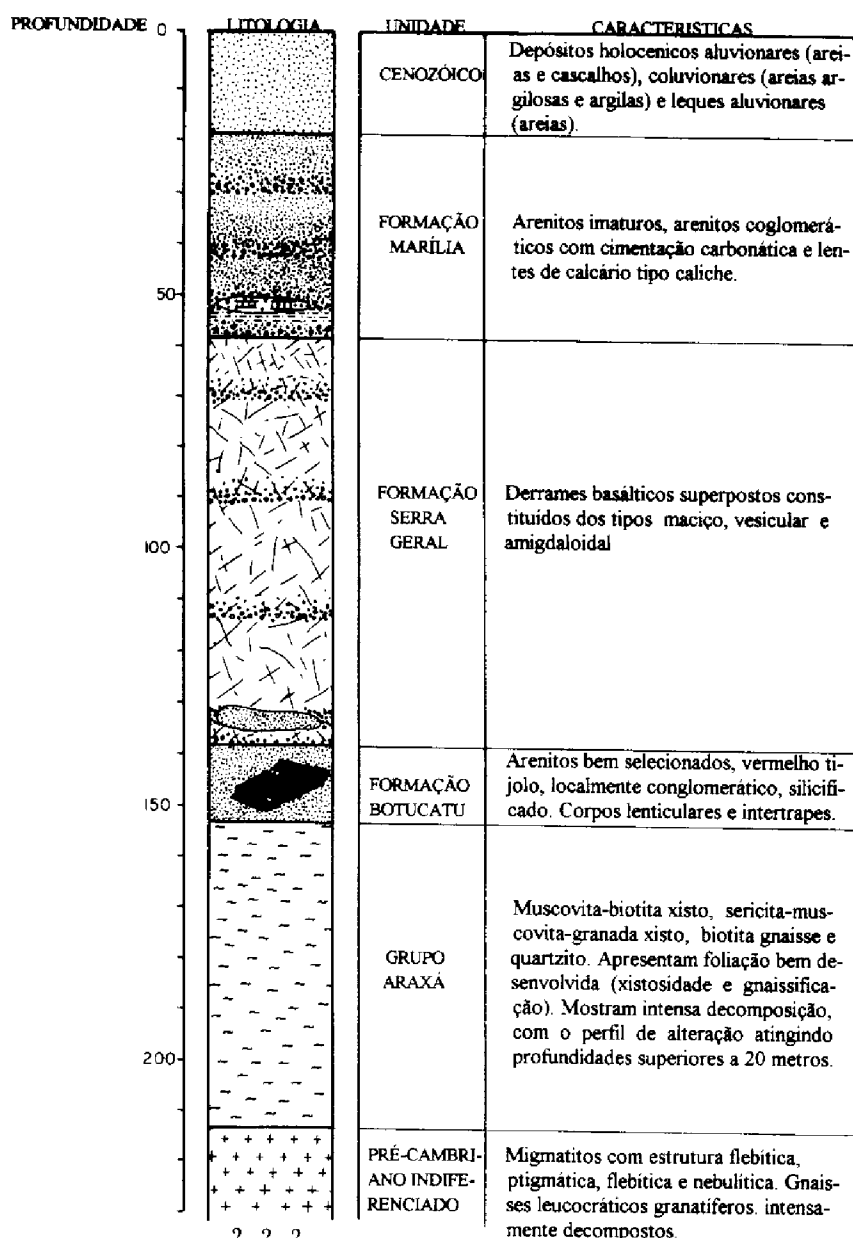 PROFUNDIDADE 0 LITOLOGIA UNIDADE CARACTERISTICAS
CENOZÓICO
Depósitos holocenicos aluvionares (arei-
as e cascalhos), coluvionares (areias ar-
gilosas e argilas) e leques aluvionares
(areias).
FORMAÇÃO
MARÍLIA
Arenitos imaturos, arenitos coglomerá-
ticos com cimentação carbonática e len-
tes de calcário tipo caliche.
50
FORMAÇÃO
SERRA
GERAL
Derrames basálticos superpostos cons-
tituídos dos tipos maciço, vesicular e
amigdaloidal
100
FORMAÇÃO
BOTUCATU
Arenitos bem selecionados, vermelho ti-
jolo, localmente conglomerático, silicifi-
cado. Corpos lenticulares e intertrapes.
150
GRUPO
ARAXÁ
Muscovita-biotita xisto, sericita-mus-
covita-granada xisto, biotita gnaisse e
quartzito. Apresentam foliação bem de-
senvolvida (xistosidade e gnaissifica-
ção). Mostram intensa decomposição,
com o perfil de alteração atingindo
profundidades superiores a 20 metros.
200
PRÉ-CAMBRI-
ANO INDIFE-
RENCIADO
Migmatitos com estrutura flebítica,
ptigmática, flebítica e nebulítica. Gnais-
ses leucocráticos granatíferos. intensa-
mente decompostos.
? ? ?